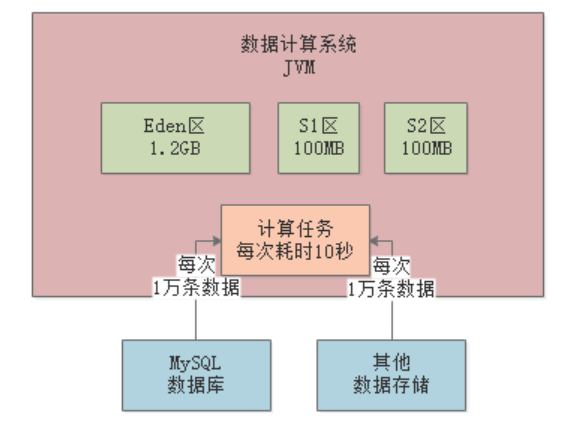 数据计算系统
JVM
Eden区
1.2GB
S1区
100MB
S2区
100MB
计算任务
每次耗时10秒
每次
1万条数据
每次
1万条数据
MySQL
数据库
其他
数据存储